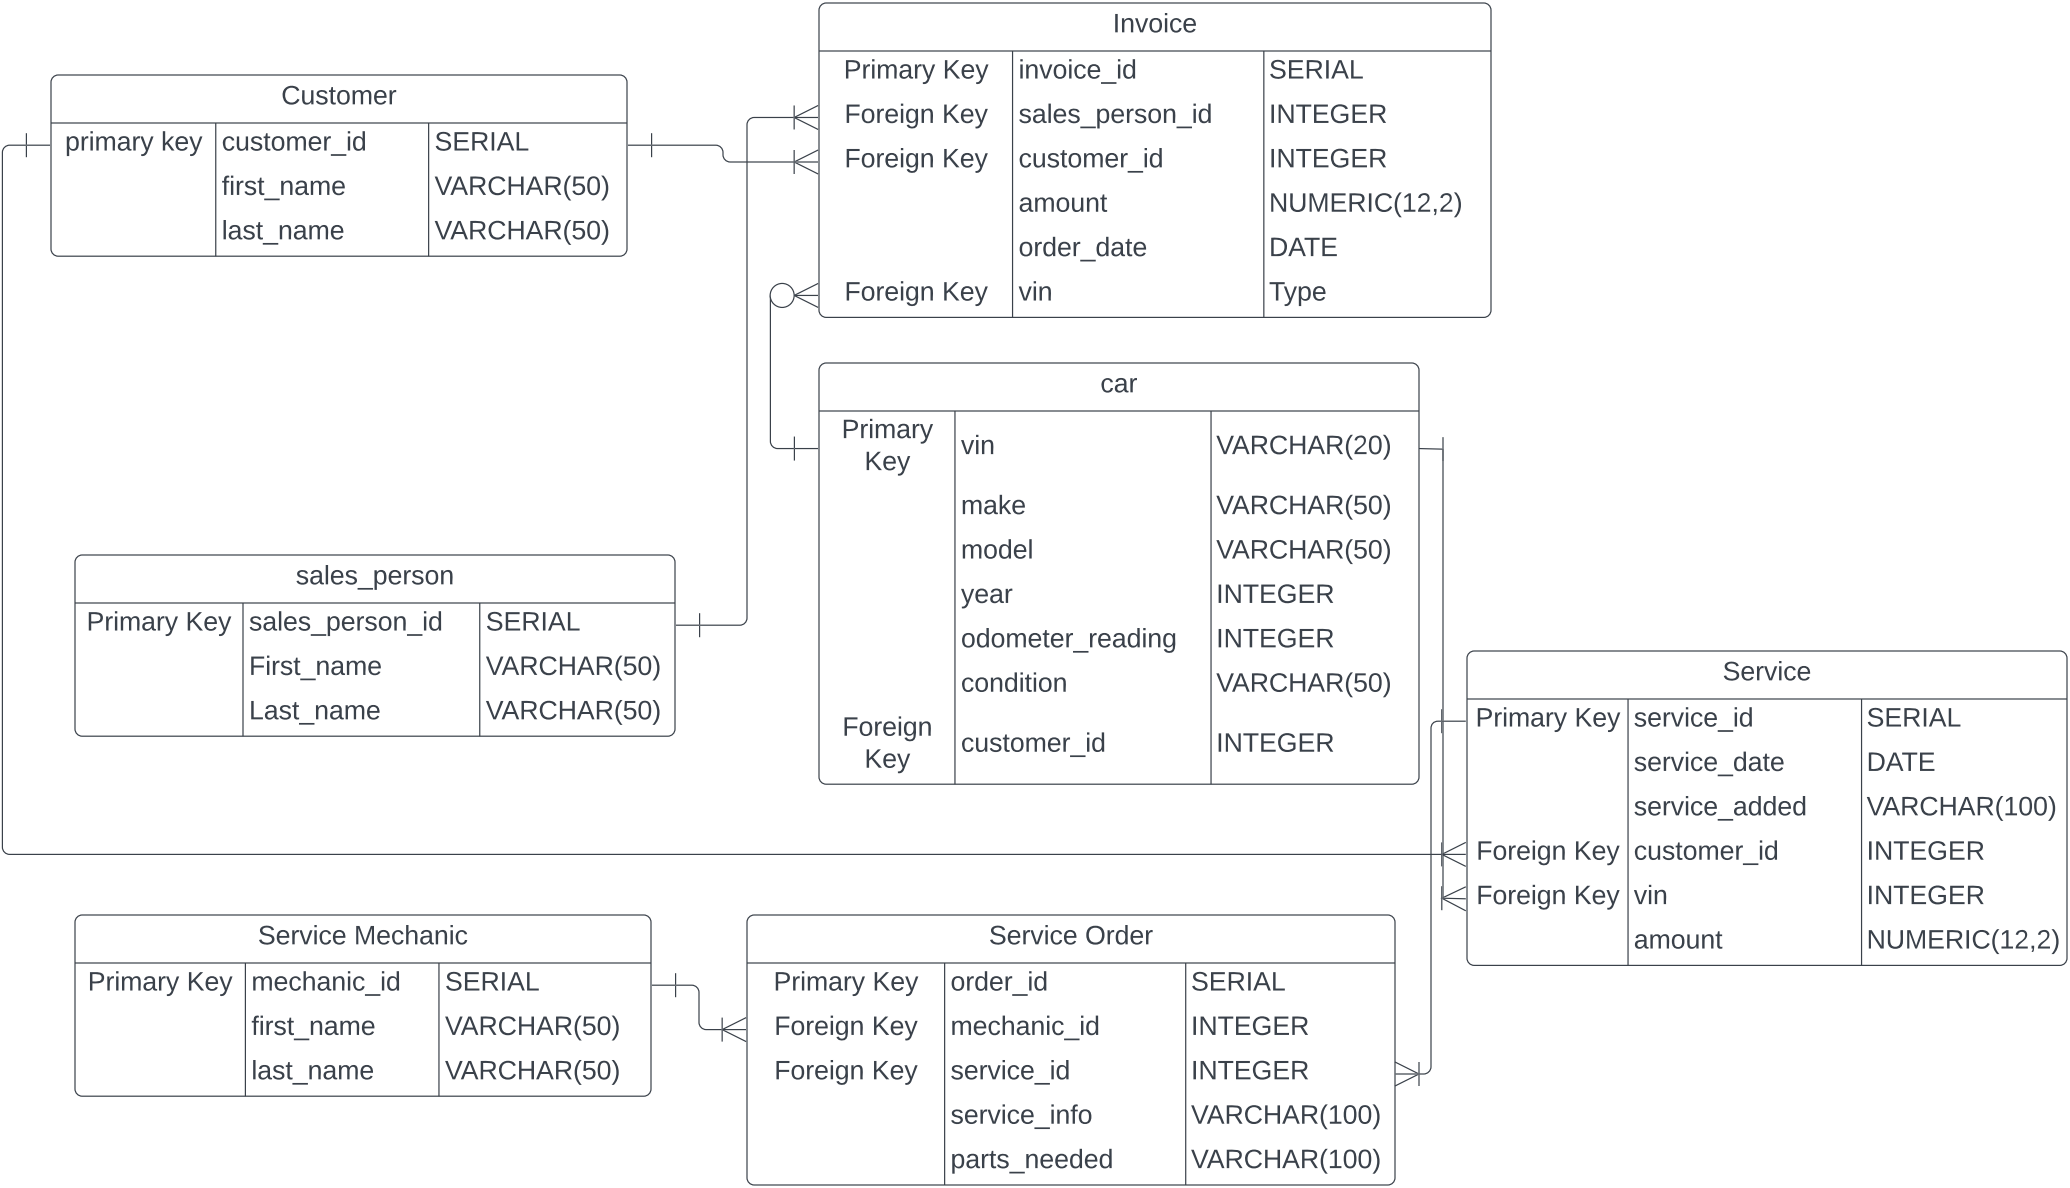 Invoice
Primary Key invoice_id SERIAL
Foreign Key sales_person_id INTEGER
Foreign Key customer_id INTEGER
amount NUMERIC(12,2)
order_date DATE
Foreign Key vin Type
Customer
primary key customer_id SERIAL
first_name VARCHAR(50)
last_name VARCHAR(50)
car
Primary
Key
vin VARCHAR(20)
make VARCHAR(50)
model VARCHAR(50)
year INTEGER
odometer_reading INTEGER
condition VARCHAR(50)
Foreign
Key
customer_id INTEGER
sales_person
Primary Key sales_person_id SERIAL
First_name VARCHAR(50)
Last_name VARCHAR(50)
Service
Primary Key service_id SERIAL
service_date DATE
service_added VARCHAR(100)
Foreign Key customer_id INTEGER
Foreign Key vin INTEGER
amount NUMERIC(12,2)
Service Mechanic
Primary Key mechanic_id SERIAL
first_name VARCHAR(50)
last_name VARCHAR(50)
Service Order
Primary Key order_id SERIAL
Foreign Key mechanic_id INTEGER
Foreign Key service_id INTEGER
service_info VARCHAR(100)
parts_needed VARCHAR(100)